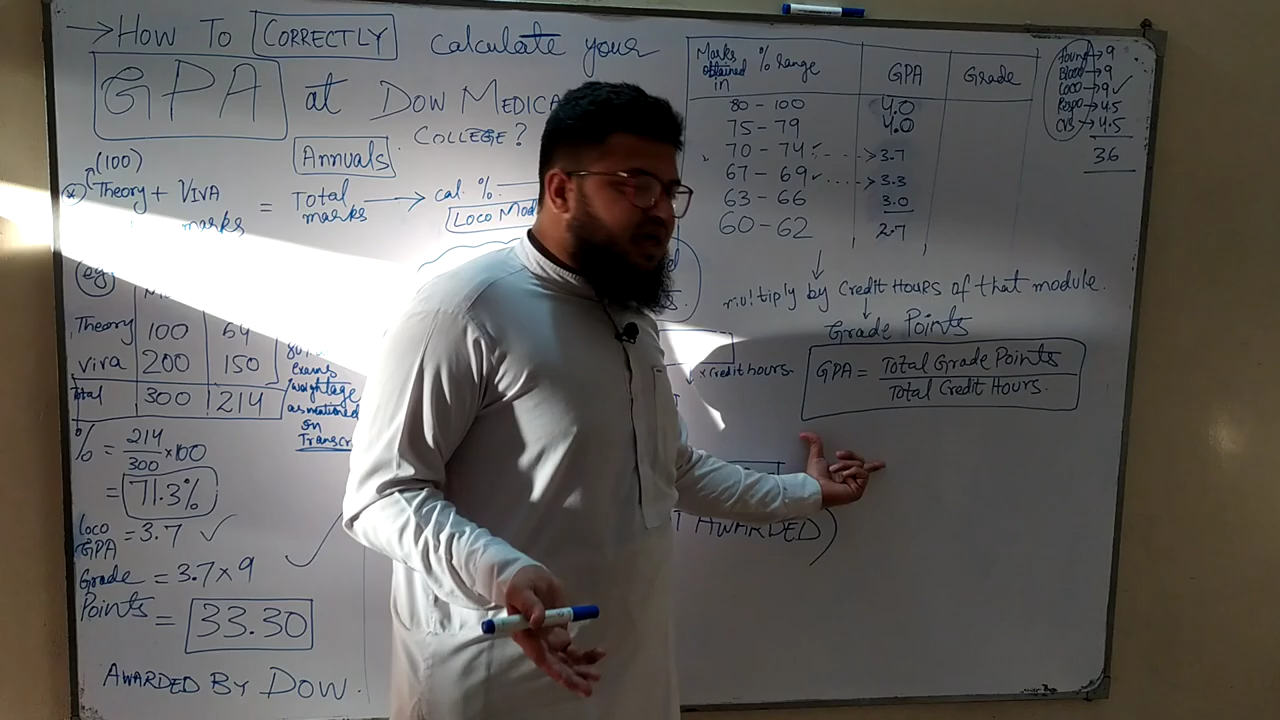 →HOW TO CORRECTLY calculate your
GPA at DOW MEDICA
COLLEGE?
Annuals
(100)
Theory + VIVA = Total marks → cal. %
marks
Loco Mod
eg
Theory 100 64
viva 200 150
Total 300 214
exams
weightage
as mationed
on
Transcr
% = 214/300 ×100
= 71.3%
loco GPA = 3.7 ✓
Grade = 3.7 × 9
Points = 33.30
AWARDED BY DOW.
Marks obtained in % range GPA Grade
80 - 100 4.0
75 - 79 4.0
70 - 74 ----> 3.7
67 - 69 ----> 3.3
63 - 66 3.0
60 - 62 2.7
↓
multiply by Credit Hours of that module.
↓
Grade Points
GPA = Total Grade Points / Total Credit Hours.
× credit hours.
T AWARDED)
Found → 9
Blood → 9
Loco → 9 ✓
Respo → 4.5
CVS → 4.5
36